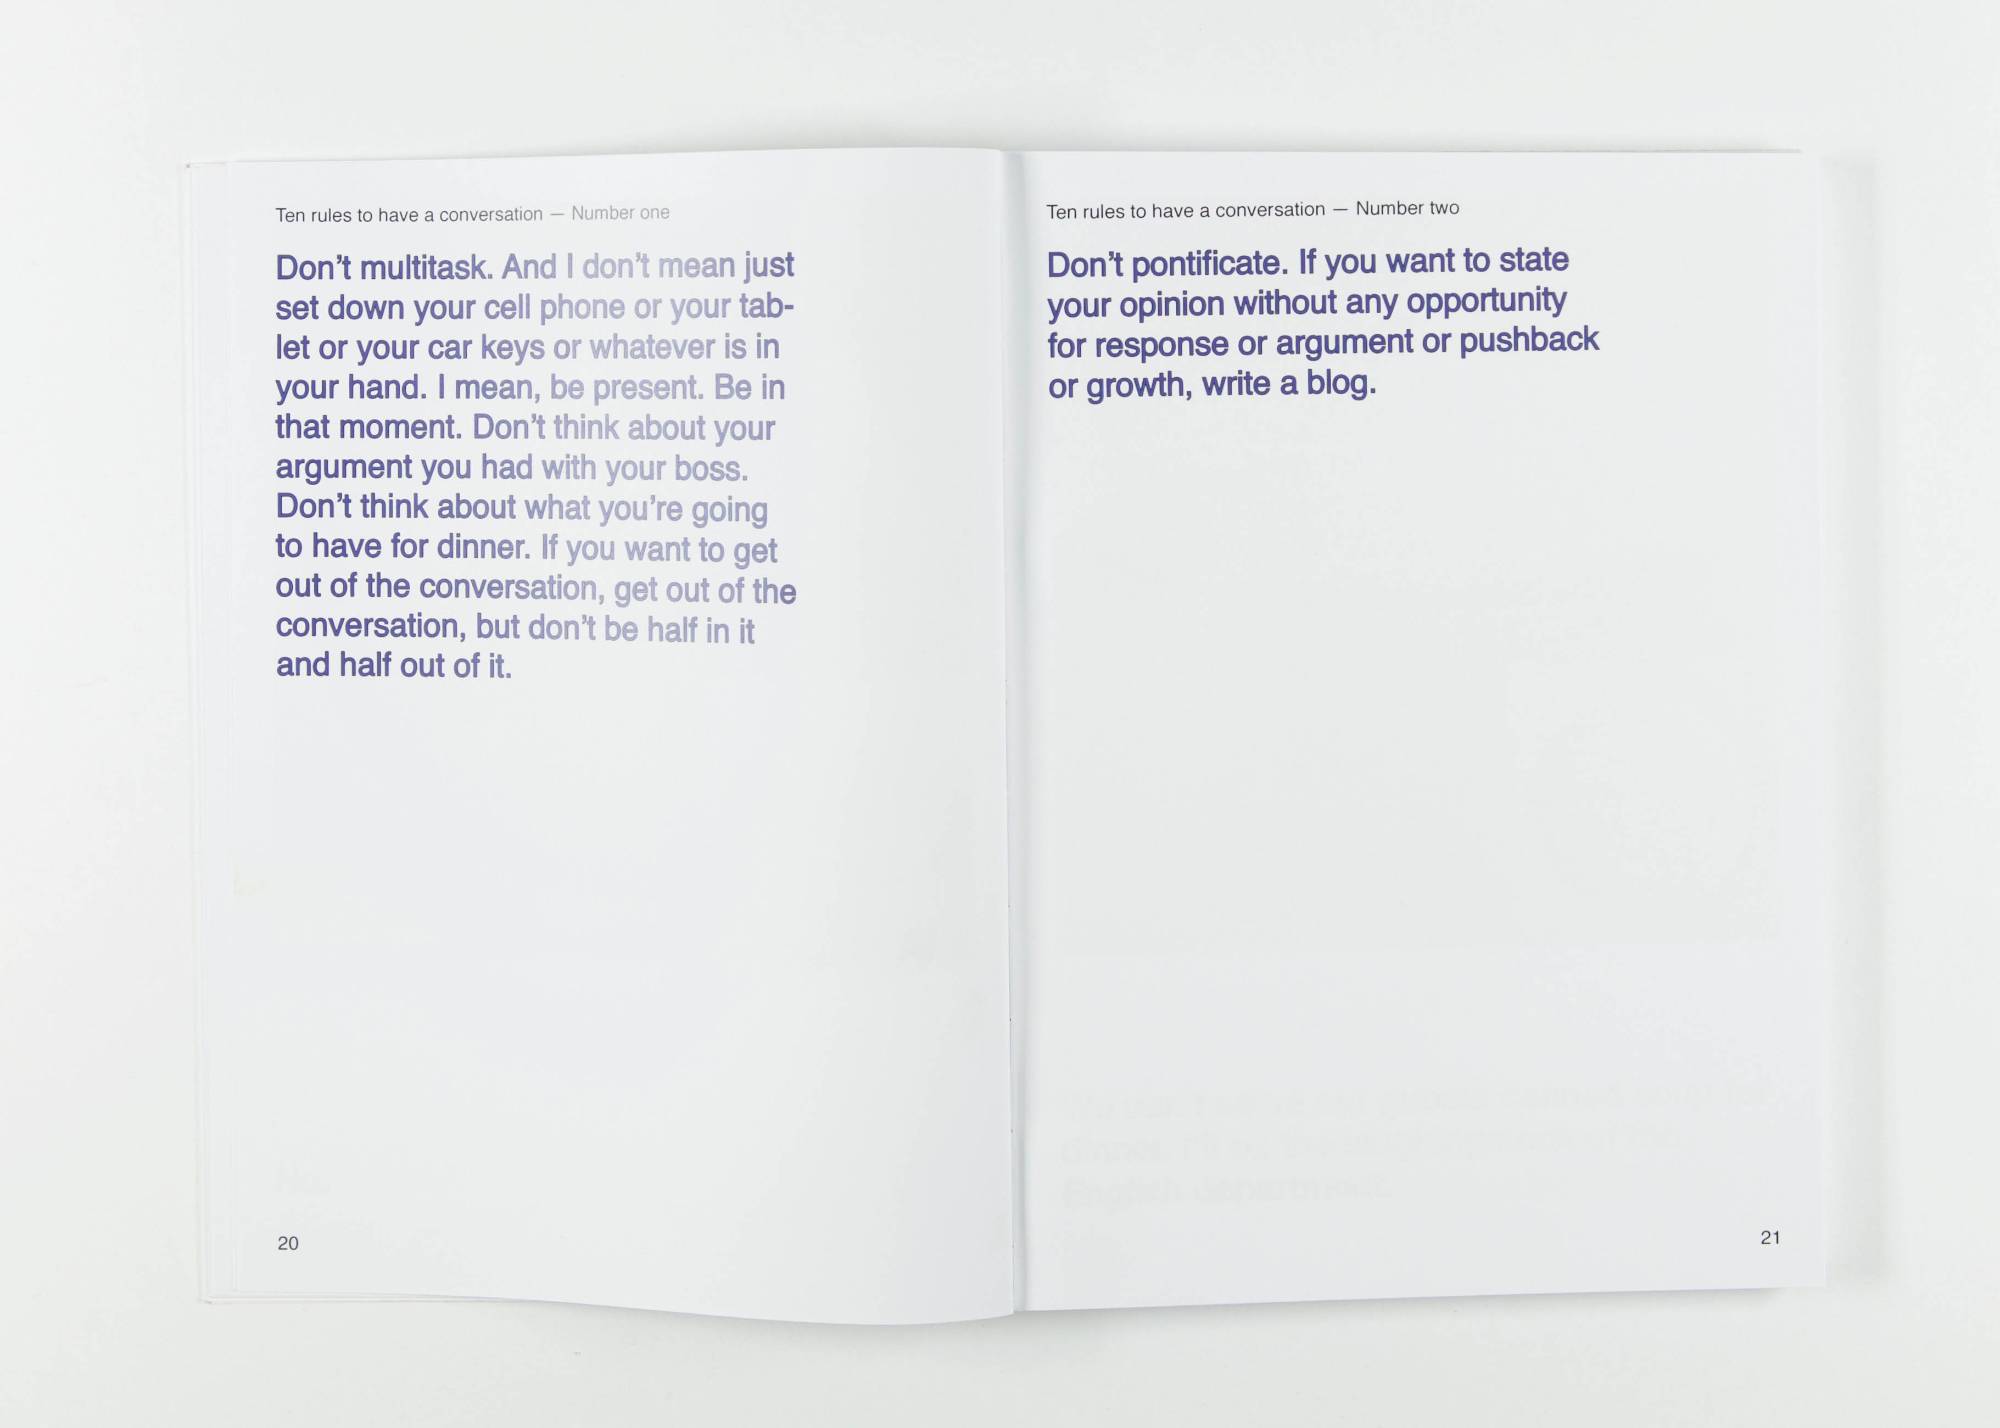 Ten rules to have a conversation — Number one
Don't multitask. And I don't mean just
set down your cell phone or your tab-
let or your car keys or whatever is in
your hand. I mean, be present. Be in
that moment. Don't think about your
argument you had with your boss.
Don't think about what you're going
to have for dinner. If you want to get
out of the conversation, get out of the
conversation, but don't be half in it
and half out of it.
20
Ten rules to have a conversation — Number two
Don't pontificate. If you want to state
your opinion without any opportunity
for response or argument or pushback
or growth, write a blog.
21